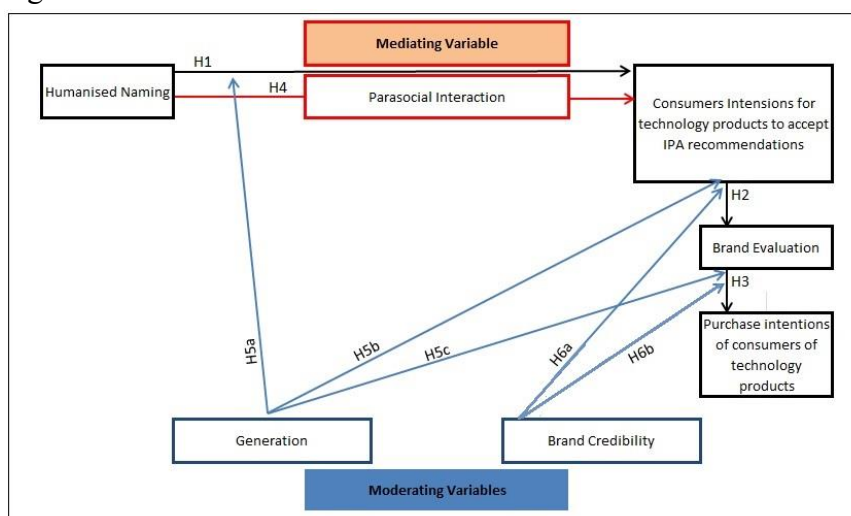 Mediating Variable
H1
Humanised Naming
H4
Parasocial Interaction
Consumers Intensions for
technology products to accept
IPA recommendations
H2
Brand Evaluation
H3
Purchase intentions
of consumers of
technology
products
H5a
H5b
H5c
H6a
H6b
Generation
Brand Credibility
Moderating Variables